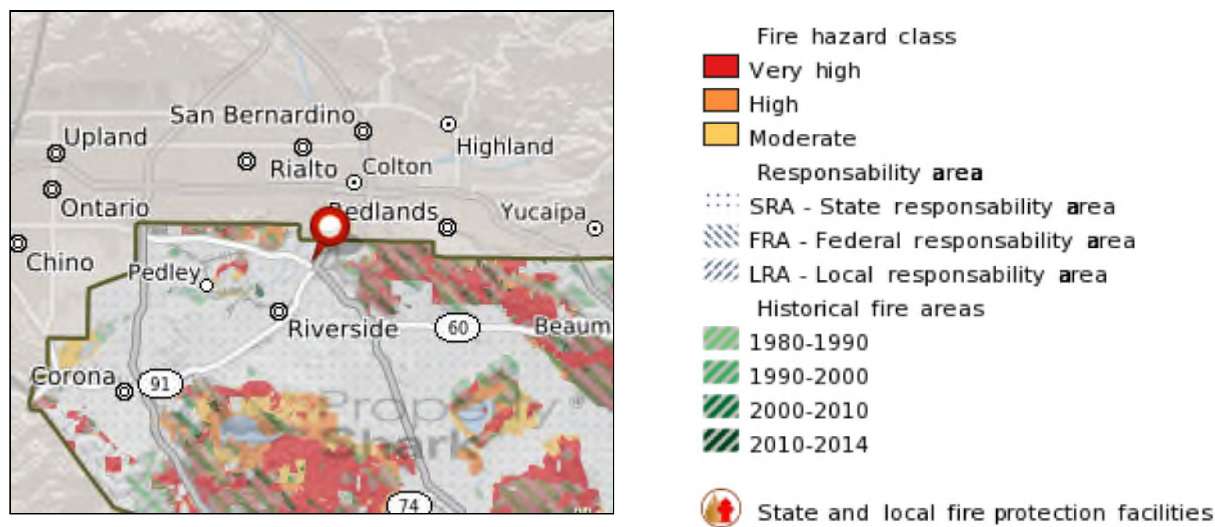 San Bernardino
Upland
Highland
Rialto
Colton
Ontario
Redlands
Yucaipa
Chino
Pedley
Riverside
60
Beaum
Corona
91
Property
Shark
®
74
Fire hazard class
Very high
High
Moderate
Responsability area
SRA - State responsability area
FRA - Federal responsability area
LRA - Local responsability area
Historical fire areas
1980-1990
1990-2000
2000-2010
2010-2014
State and local fire protection facilities